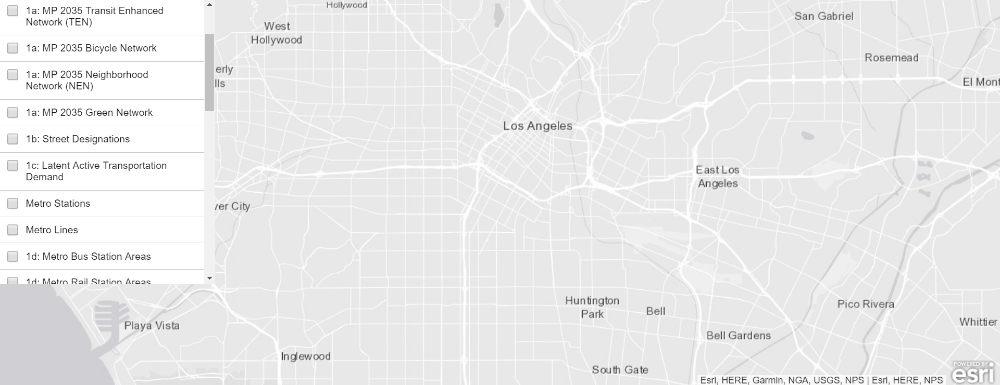 1a: MP 2035 Transit Enhanced
Network (TEN)
1a: MP 2035 Bicycle Network
1a: MP 2035 Neighborhood
Network (NEN)
1a: MP 2035 Green Network
1b: Street Designations
1c: Latent Active Transportation
Demand
Metro Stations
Metro Lines
1d: Metro Bus Station Areas
1d: Metro Rail Station Areas
Hollywood
West
Hollywood
San Gabriel
Rosemead
erly
lls
El Mont
Los Angeles
East Los
Angeles
ver City
Huntington
Park
Bell
Pico Rivera
Whittier
Playa Vista
Bell Gardens
Inglewood
South Gate
POWERED BY
esri
Esri, HERE, Garmin, NGA, USGS, NPS | Esri, HERE, NPS